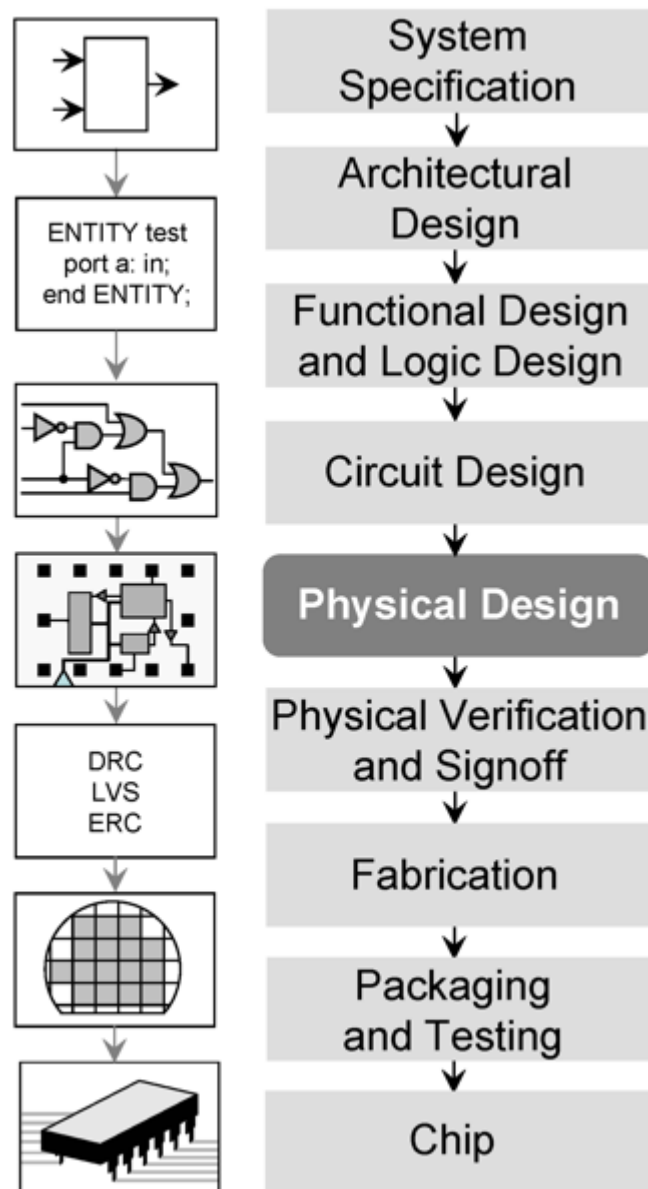 System
Specification
Architectural
Design
ENTITY test
port a: in;
end ENTITY;
Functional Design
and Logic Design
Circuit Design
Physical Design
Physical Verification
and Signoff
DRC
LVS
ERC
Fabrication
Packaging
and Testing
Chip